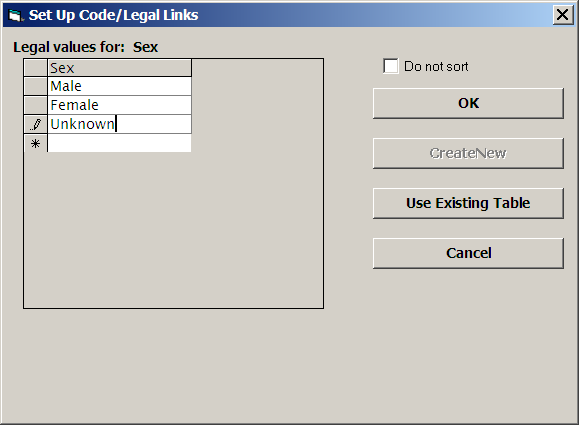 Set Up Code/Legal Links
Legal values for: Sex
Sex
Male
Female
Unknown
Do not sort
OK
CreateNew
Use Existing Table
Cancel